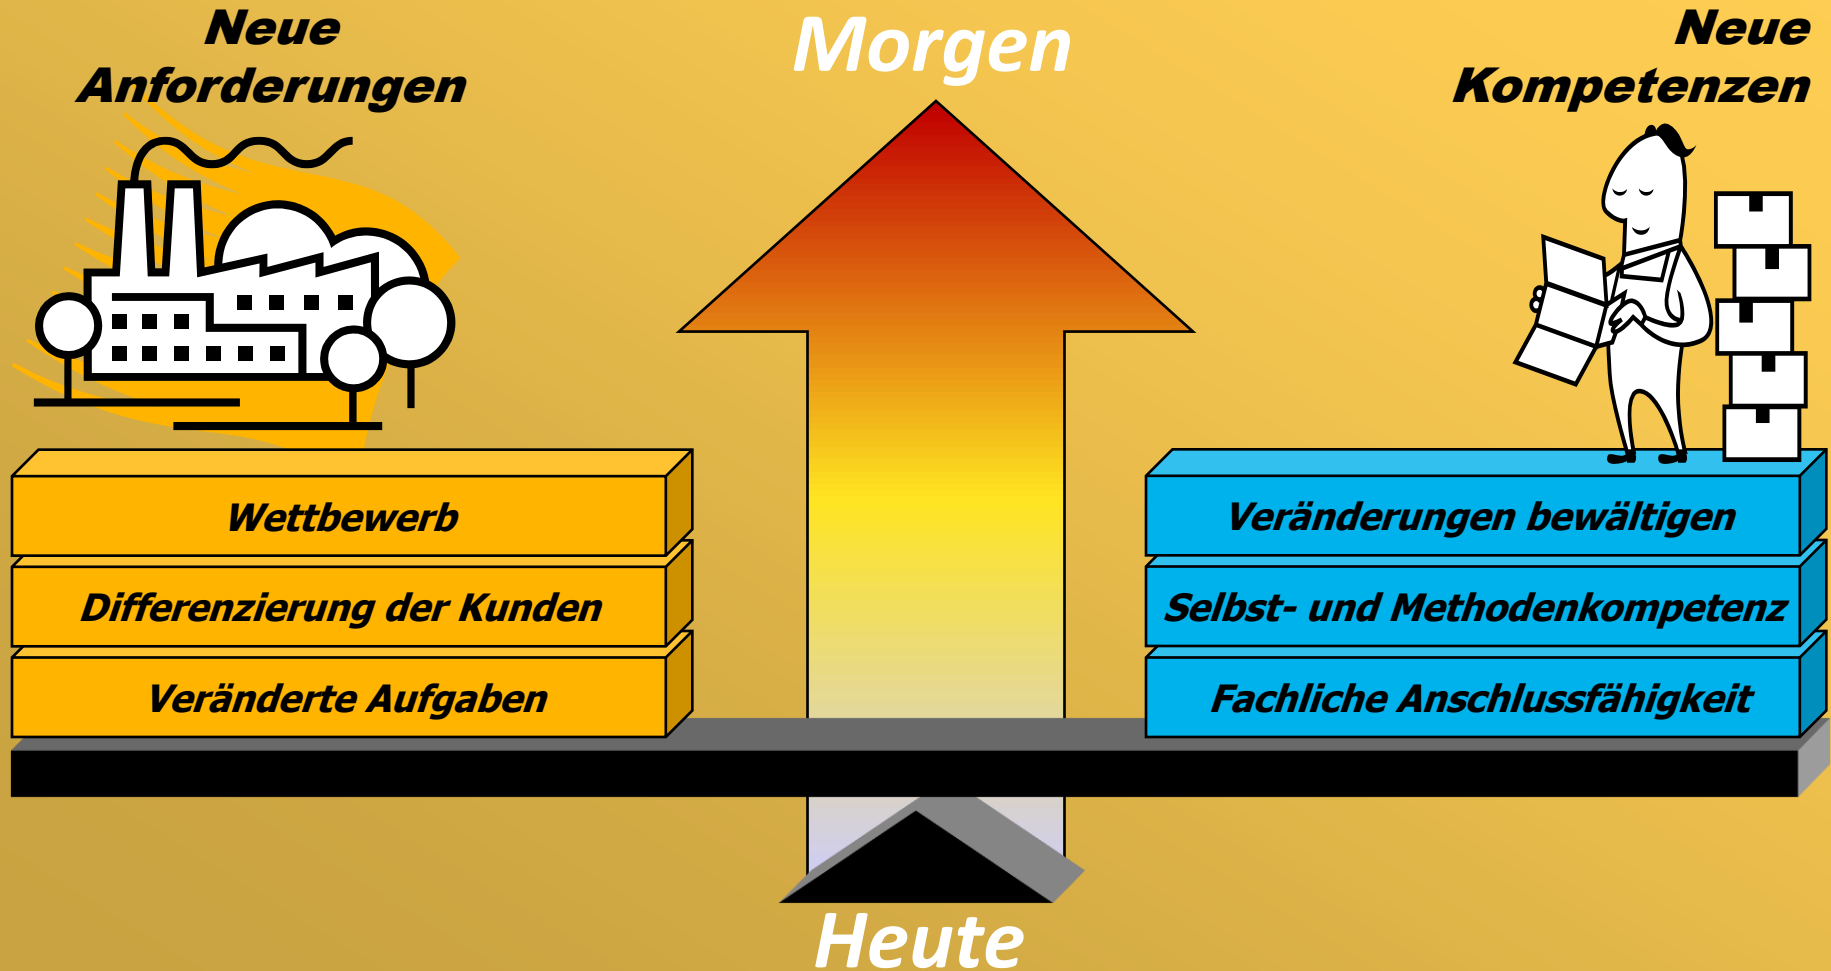 Neue
Anforderungen
Morgen
Neue
Kompetenzen
Wettbewerb
Differenzierung der Kunden
Veränderte Aufgaben
Veränderungen bewältigen
Selbst- und Methodenkompetenz
Fachliche Anschlussfähigkeit
Heute